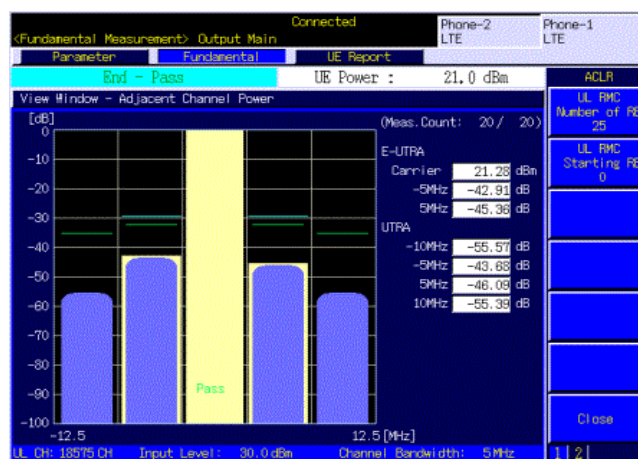 Connected
Phone-2 Phone-1
<Fundamental Measurement> Output Main LTE LTE
Parameter Fundamental UE Report
End - Pass UE Power : 21.0 dBm ACLR
View Window - Adjacent Channel Power
UL RMC
Number of RB
25
[dB] (Meas.Count: 20/ 20)
UL RMC
Starting RB
0
0
-10
-20
-30
-40
-50
-60
-70
-80
-90
-100
E-UTRA
Carrier 21.28 dBm
-5MHz -42.91 dB
5MHz -45.36 dB
UTRA
-10MHz -55.57 dB
-5MHz -43.68 dB
5MHz -46.09 dB
10MHz -55.39 dB
Pass
-12.5 12.5[MHz]
Close
UL CH: 18575CH Input Level: 30.0dBm Channel Bandwidth: 5MHz
1 2